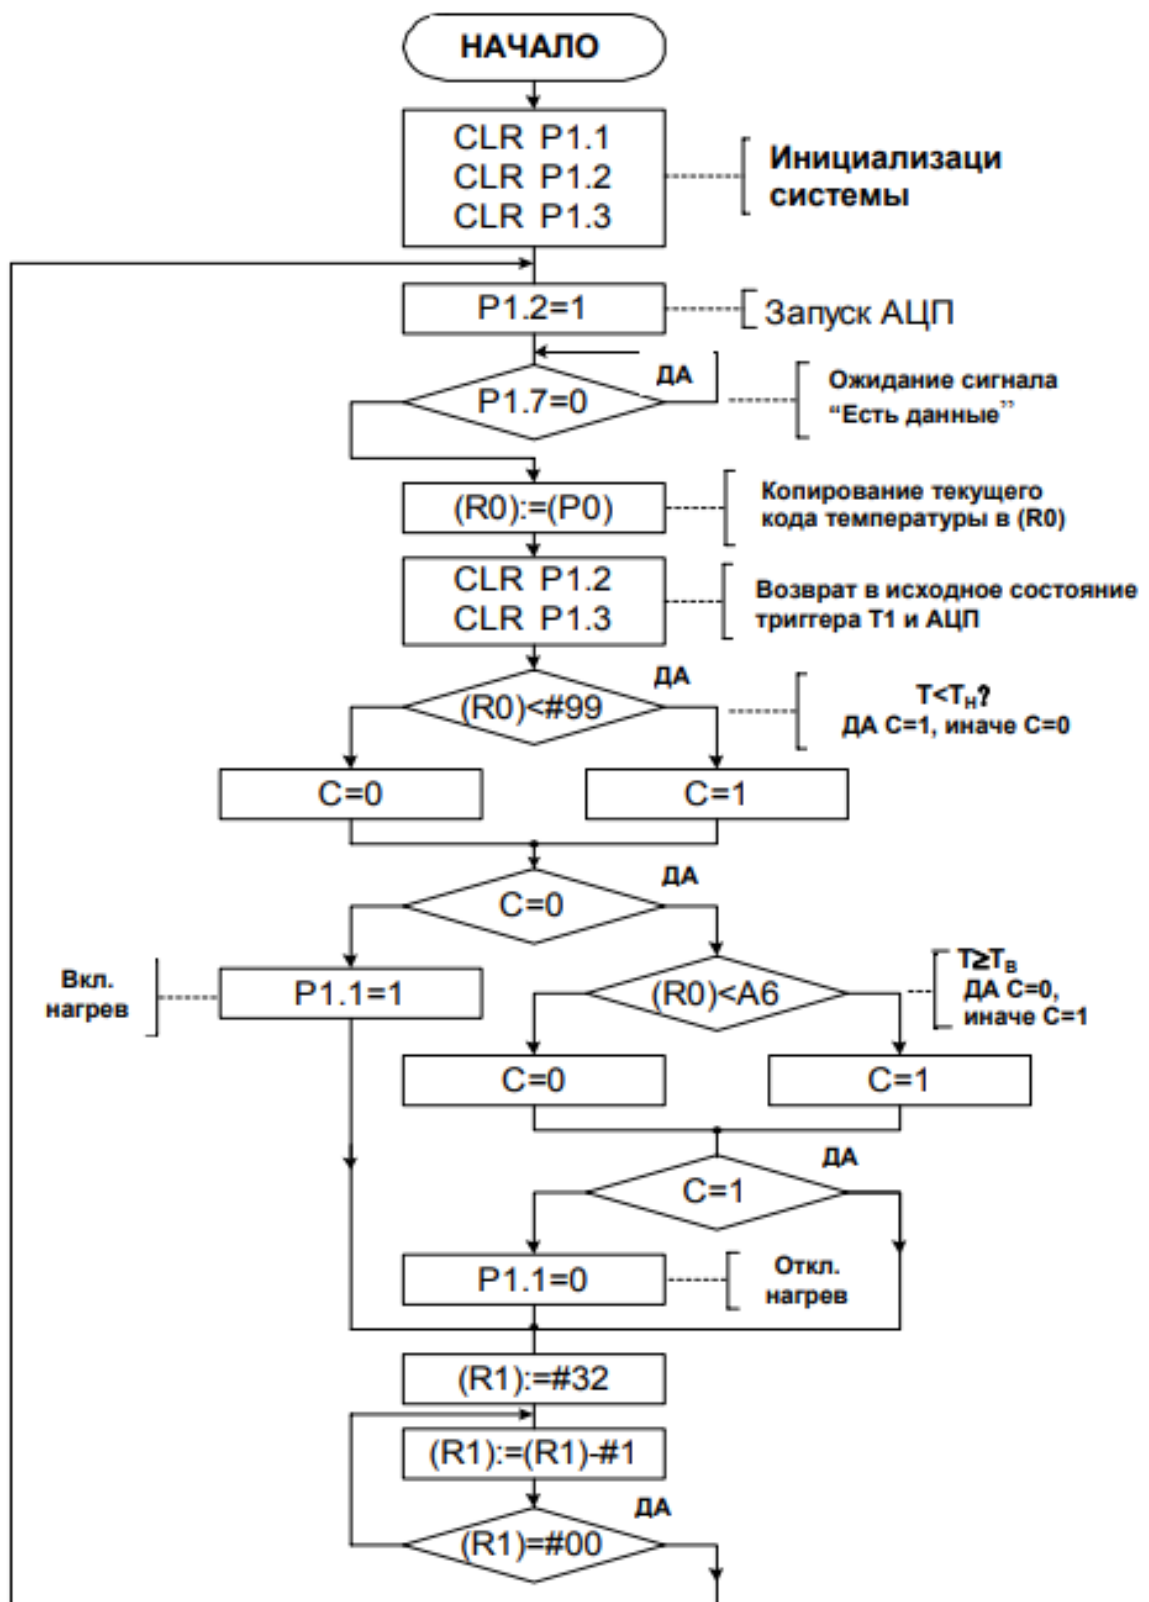 НАЧАЛО
CLR P1.1
CLR P1.2
CLR P1.3
Инициализаци
системы
P1.2=1
Запуск АЦП
P1.7=0
ДА
Ожидание сигнала
“Есть данные”
(R0):=(P0)
Копирование текущего
кода температуры в (R0)
CLR P1.2
CLR P1.3
Возврат в исходное состояние
триггера Т1 и АЦП
(R0)<#99
ДА
T<TН?
ДА C=1, иначе C=0
C=0
C=1
C=0
ДА
Вкл.
нагрев
P1.1=1
(R0)<A6
T≥TВ
ДА C=0,
иначе C=1
C=0
C=1
C=1
ДА
P1.1=0
Откл.
нагрев
(R1):=#32
(R1):=(R1)-#1
(R1)=#00
ДА